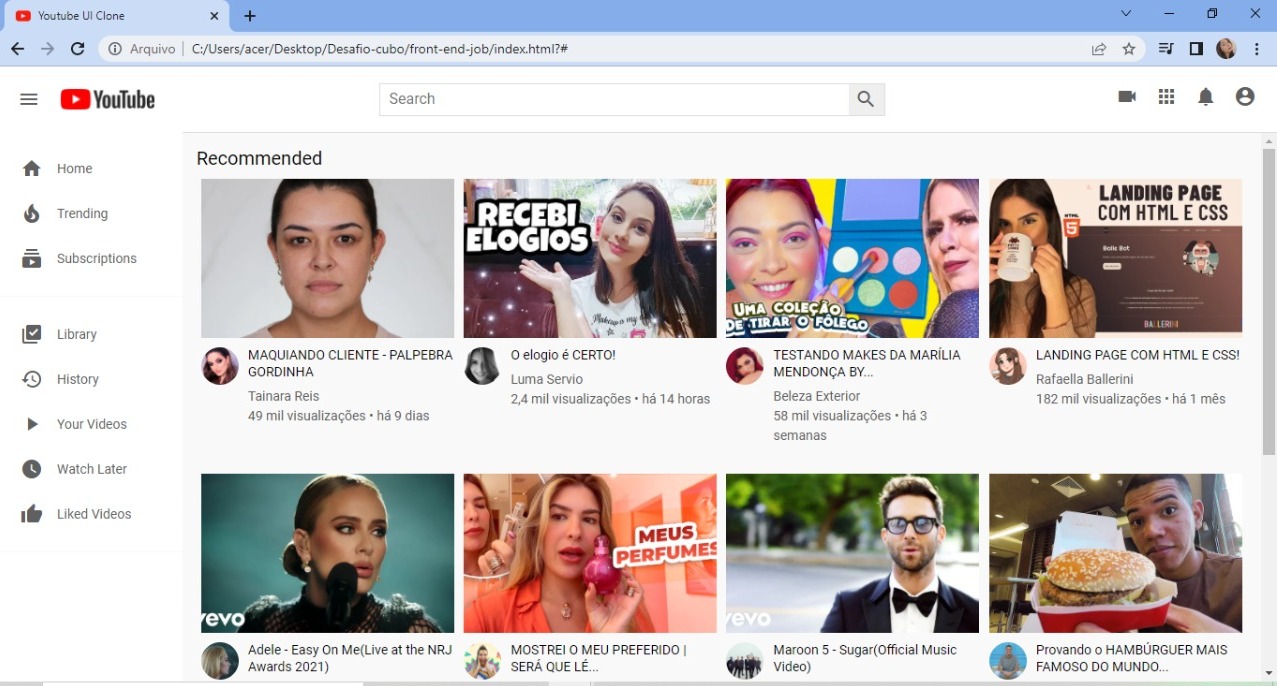 Youtube UI Clone
Arquivo
C:/Users/acer/Desktop/Desafio-cubo/front-end-job/index.html?#
YouTube
Search
Home
Trending
Subscriptions
Library
History
Your Videos
Watch Later
Liked Videos
Recommended
MAQUIANDO CLIENTE - PALPEBRA
GORDINHA
Tainara Reis
49 mil visualizações • há 9 dias
RECEBI
ELOGIOS
Makeup is my
O elogio é CERTO!
Luma Servio
2,4 mil visualizações • há 14 horas
UMA COLEÇÃO
DE TIRAR O FÔLEGO
TESTANDO MAKES DA MARÍLIA
MENDONÇA BY...
Beleza Exterior
58 mil visualizações • há 3
semanas
LANDING PAGE
COM HTML E CSS
HTML
5
BALLERINI
LANDING PAGE COM HTML E CSS!
Rafaella Ballerini
182 mil visualizações • há 1 mês
vevo
Adele - Easy On Me(Live at the NRJ
Awards 2021)
MEUS
PERFUMES
MOSTREI O MEU PREFERIDO |
SERÁ QUE LÊ...
vevo
Maroon 5 - Sugar(Official Music
Video)
Provando o HAMBÚRGUER MAIS
FAMOSO DO MUNDO...